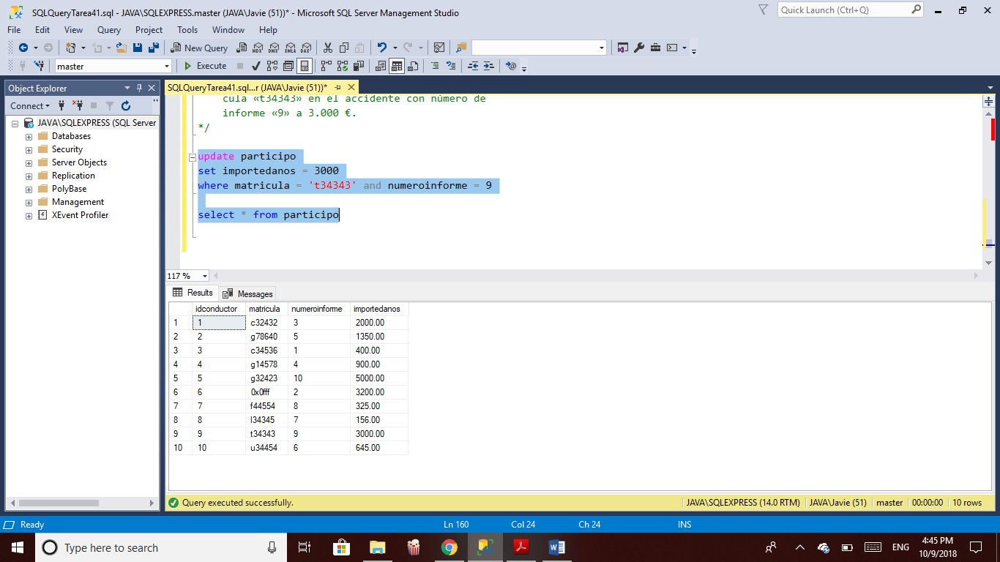 SQLQueryTarea41.sql - JAVA\SQLEXPRESS.master (JAVA\Javie (51))* - Microsoft SQL Server Management Studio
Quick Launch (Ctrl+Q)
File Edit View Query Project Tools Window Help
New Query MDX DMX XMLA DAX
master Execute
Object Explorer
SQLQueryTarea41.sql...r (JAVA\Javie (51))*
Connect
JAVA\SQLEXPRESS (SQL Server
Databases
Security
Server Objects
Replication
PolyBase
Management
XEvent Profiler
cula «t34343» en el accidente con número de
informe «9» a 3.000 €.
*/
update participo
set importedanos = 3000
where matricula = 't34343' and numeroinforme = 9
select * from participo
117 %
Results Messages
idconductor matricula numeroinforme importedanos
1 1 c32432 3 2000.00
2 2 g78640 5 1350.00
3 3 c34536 1 400.00
4 4 g14578 4 900.00
5 5 g32423 10 5000.00
6 6 0x0fff 2 3200.00
7 7 f44554 8 325.00
8 8 l34345 7 156.00
9 9 t34343 9 3000.00
10 10 u34454 6 645.00
Query executed successfully. JAVA\SQLEXPRESS (14.0 RTM) JAVA\Javie (51) master 00:00:00 10 rows
Ready Ln 160 Col 24 Ch 24 INS
Type here to search
ENG
4:45 PM
10/9/2018